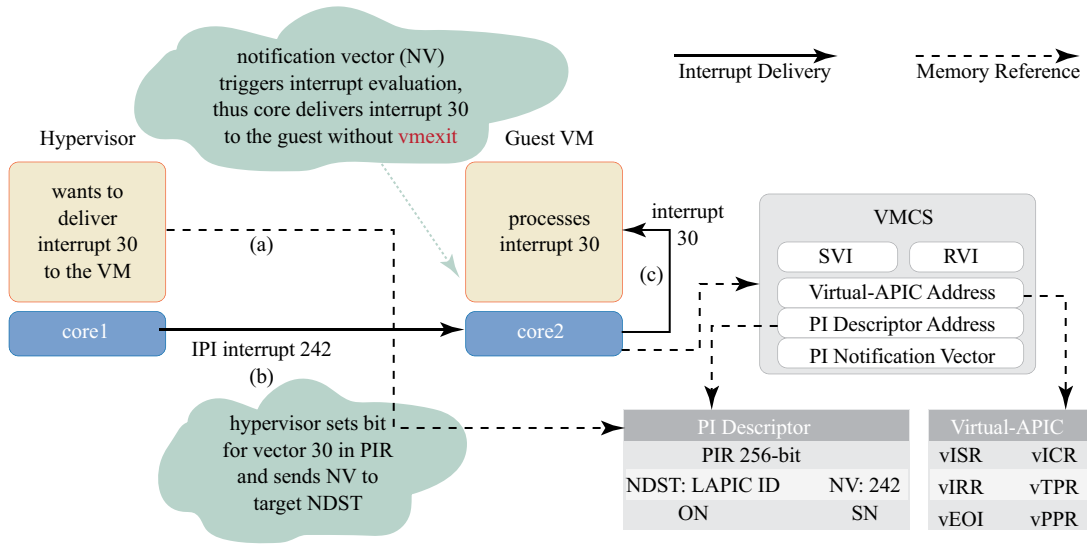 notification vector (NV)
triggers interrupt evaluation,
thus core delivers interrupt 30
to the guest without vmexit
Interrupt Delivery
Memory Reference
Hypervisor
Guest VM
wants to
deliver
interrupt 30
to the VM
(a)
processes
interrupt 30
interrupt
30
(c)
core1
IPI interrupt 242
(b)
core2
VMCS
SVI
RVI
Virtual-APIC Address
PI Descriptor Address
PI Notification Vector
hypervisor sets bit
for vector 30 in PIR
and sends NV to
target NDST
PI Descriptor
PIR 256-bit
NDST: LAPIC ID NV: 242
ON SN
Virtual-APIC
vISR vICR
vIRR vTPR
vEOI vPPR